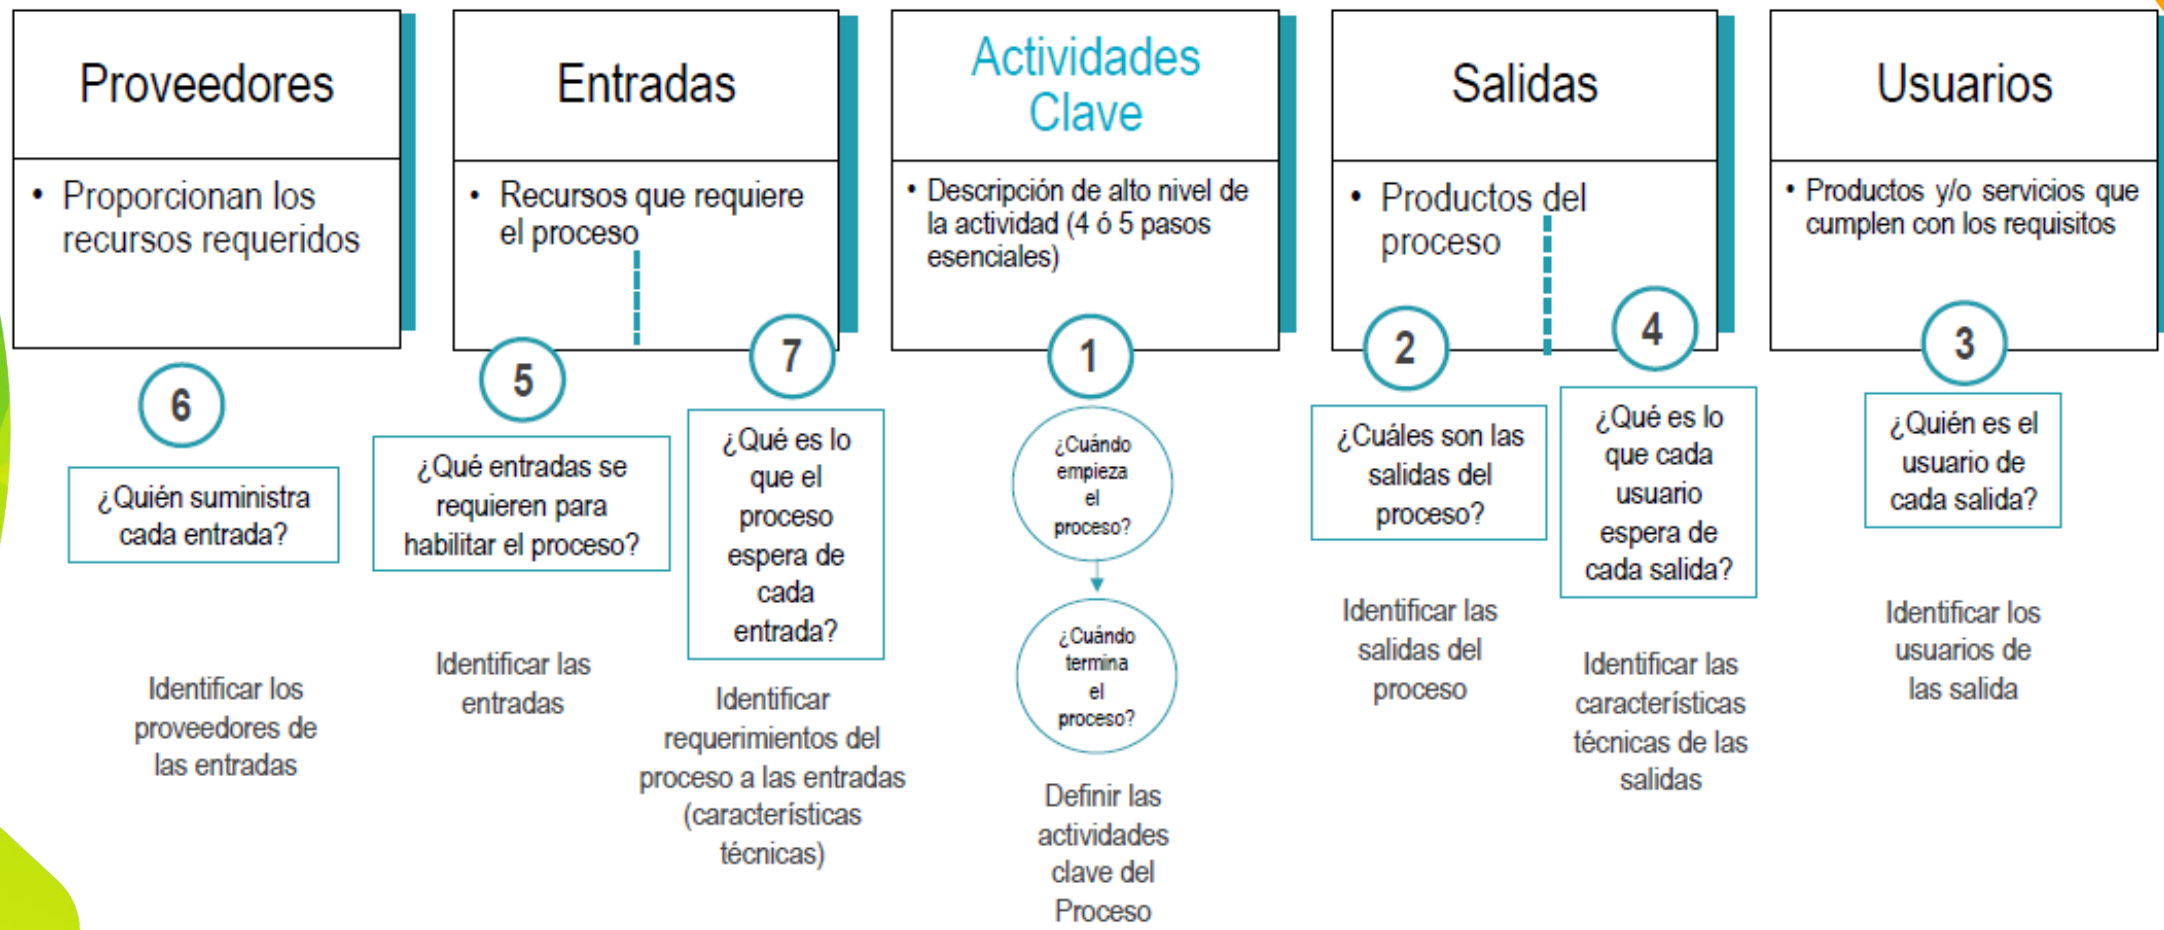 Proveedores
• Proporcionan los
recursos requeridos
6
¿Quién suministra
cada entrada?
Identificar los
proveedores de
las entradas
Entradas
• Recursos que requiere
el proceso
5
¿Qué entradas se
requieren para
habilitar el proceso?
Identificar las
entradas
7
¿Qué es lo
que el
proceso
espera de
cada
entrada?
Identificar
requerimientos del
proceso a las entradas
(características
técnicas)
Actividades
Clave
• Descripción de alto nivel de
la actividad (4 ó 5 pasos
esenciales)
1
¿Cuándo
empieza
el
proceso?
¿Cuándo
termina
el
proceso?
Definir las
actividades
clave del
Proceso
Salidas
• Productos del
proceso
2
¿Cuáles son las
salidas del
proceso?
Identificar las
salidas del
proceso
4
¿Qué es lo
que cada
usuario
espera de
cada salida?
Identificar las
características
técnicas de las
salidas
Usuarios
• Productos y/o servicios que
cumplen con los requisitos
3
¿Quién es el
usuario de
cada salida?
Identificar los
usuarios de
las salida